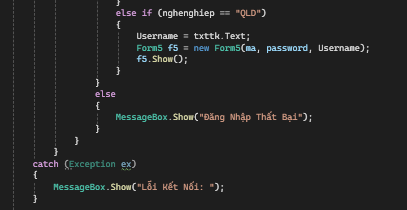 }
else if (nghenghiep == "QLD")
{
Username = txttk.Text;
Form5 f5 = new Form5(ma, password, Username);
f5.Show();
}
}
else
{
MessageBox.Show("Đăng Nhập Thất Bại");
}
}
}
catch (Exception ex)
{
MessageBox.Show("Lỗi Kết Nối: ");
}